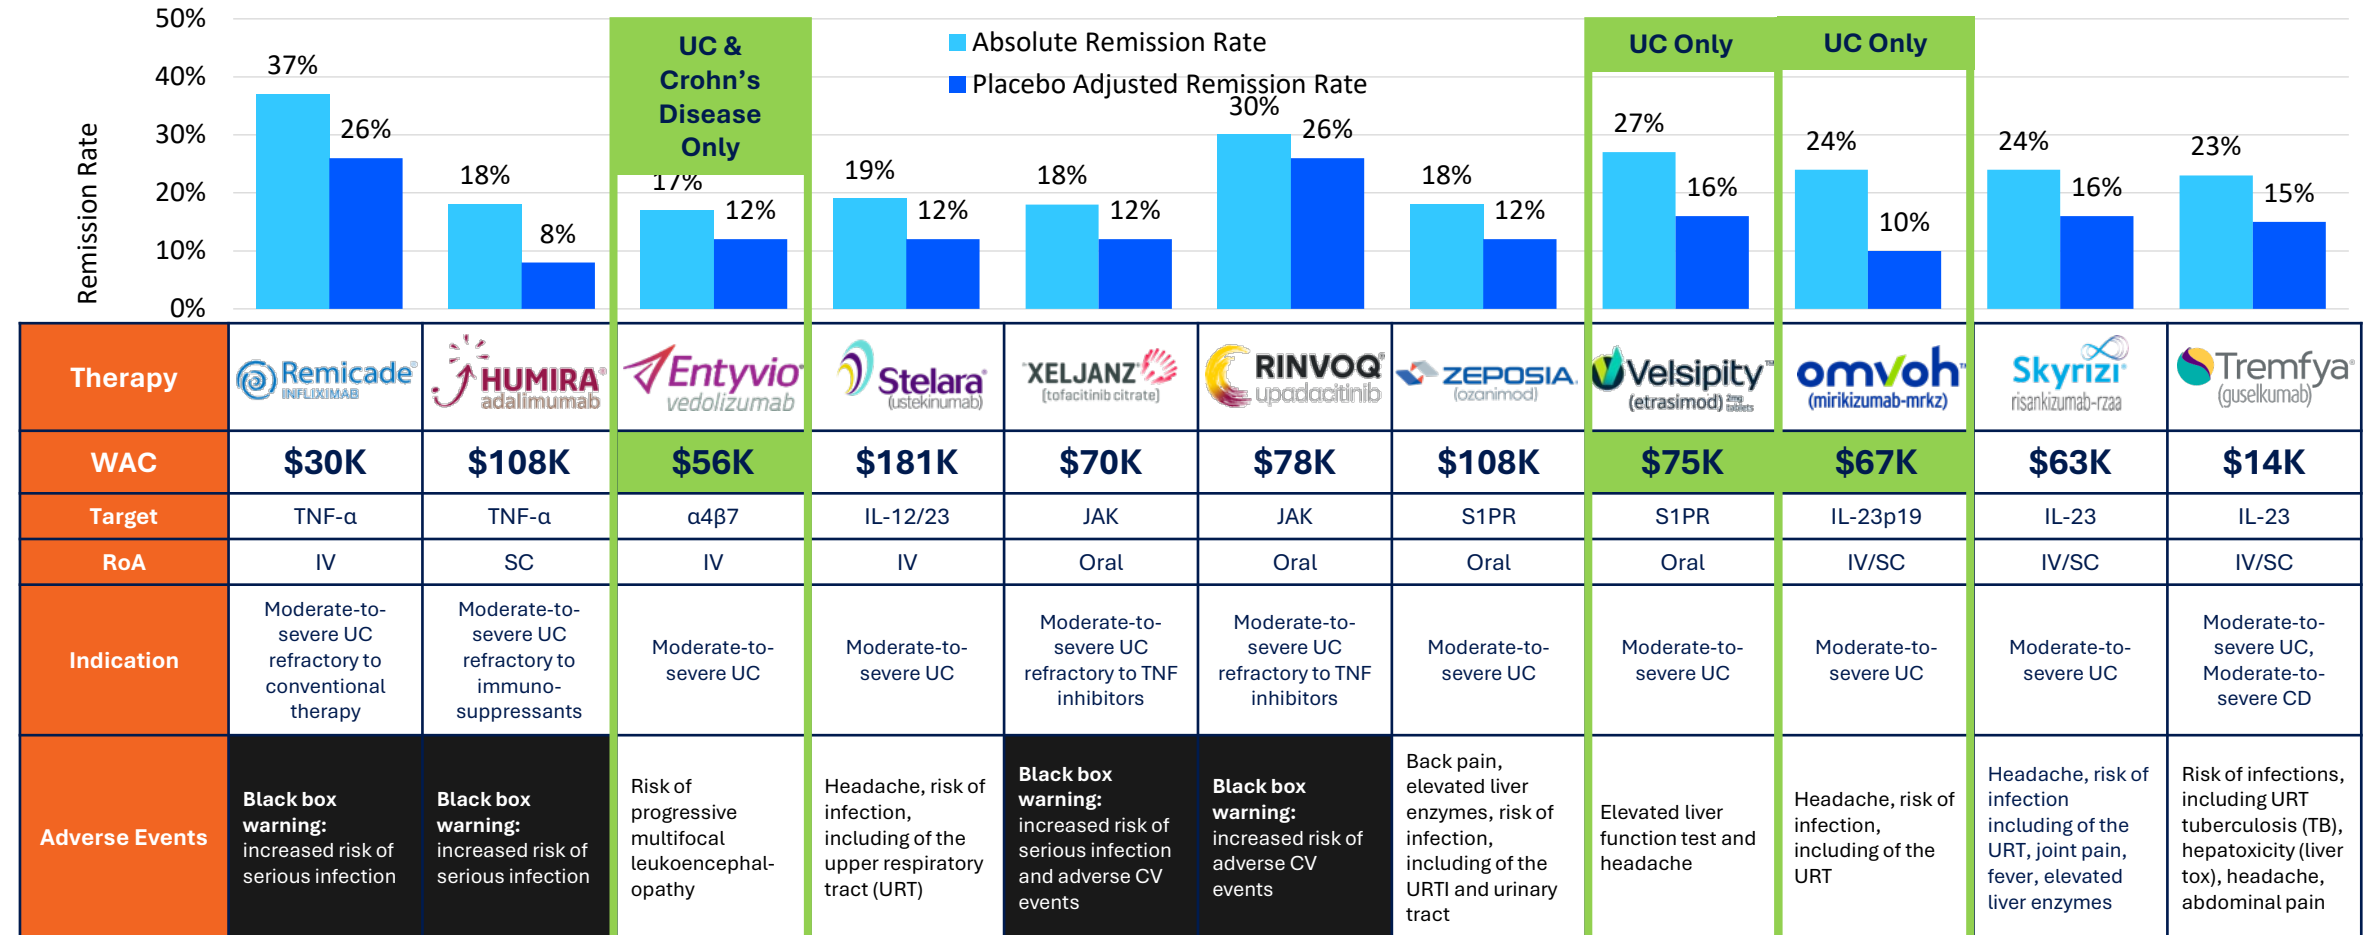 50%
40%
30%
20%
10%
0%
Remission Rate
Absolute Remission Rate
Placebo Adjusted Remission Rate
UC &
Crohn's
Disease
Only
UC Only
UC Only
37%
26%
18%
8%
17%
12%
19%
12%
18%
12%
30%
26%
18%
12%
27%
16%
24%
10%
24%
16%
23%
15%
Therapy
Remicade®
INFLIXIMAB
HUMIRA®
adalimumab
Entyvio®
vedolizumab
Stelara®
(ustekinumab)
XELJANZ®
(tofacitinib citrate)
RINVOQ®
upadacitinib
ZEPOSIA.
(ozanimod)
Velsipity™
(etrasimod) 2mg tablets
omvoh™
(mirikizumab-mrkz)
Skyrizi®
risankizumab-rzaa
Tremfya®
(guselkumab)
WAC
$30K
$108K
$56K
$181K
$70K
$78K
$108K
$75K
$67K
$63K
$14K
Target
TNF-α
TNF-α
α4β7
IL-12/23
JAK
JAK
S1PR
S1PR
IL-23p19
IL-23
IL-23
RoA
IV
SC
IV
IV
Oral
Oral
Oral
Oral
IV/SC
IV/SC
IV/SC
Indication
Moderate-to-
severe UC
refractory to
conventional
therapy
Moderate-to-
severe UC
refractory to
immuno-
suppressants
Moderate-to-
severe UC
Moderate-to-
severe UC
Moderate-to-
severe UC
refractory to TNF
inhibitors
Moderate-to-
severe UC
refractory to TNF
inhibitors
Moderate-to-
severe UC
Moderate-to-
severe UC
Moderate-to-
severe UC
Moderate-to-
severe UC
Moderate-to-
severe UC,
Moderate-to-
severe CD
Adverse Events
Black box
warning:
increased risk of
serious infection
Black box
warning:
increased risk of
serious infection
Risk of
progressive
multifocal
leukoencephal-
opathy
Headache, risk of
infection,
including of the
upper respiratory
tract (URT)
Black box
warning:
increased risk of
serious infection
and adverse CV
events
Black box
warning:
increased risk of
adverse CV
events
Back pain,
elevated liver
enzymes, risk of
infection,
including of the
URTI and urinary
tract
Elevated liver
function test and
headache
Headache, risk of
infection,
including of the
URT
Headache, risk of
infection
including of the
URT, joint pain,
fever, elevated
liver enzymes
Risk of infections,
including URT
tuberculosis (TB),
hepatoxicity (liver
tox), headache,
abdominal pain